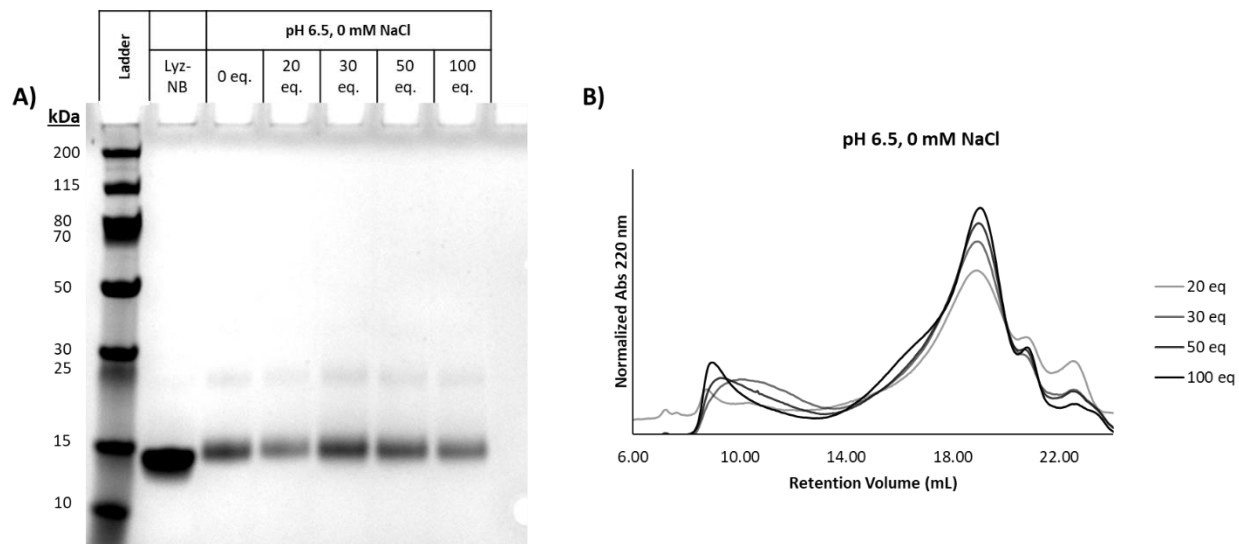 A)
Ladder
pH 6.5, 0 mM NaCl
Lyz-
NB
0 eq.
20
eq.
30
eq.
50
eq.
100
eq.
kDa
200
115
80
70
50
30
25
15
10
B)
pH 6.5, 0 mM NaCl
Normalized Abs 220 nm
20 eq
30 eq
50 eq
100 eq
6.00 10.00 14.00 18.00 22.00
Retention Volume (mL)